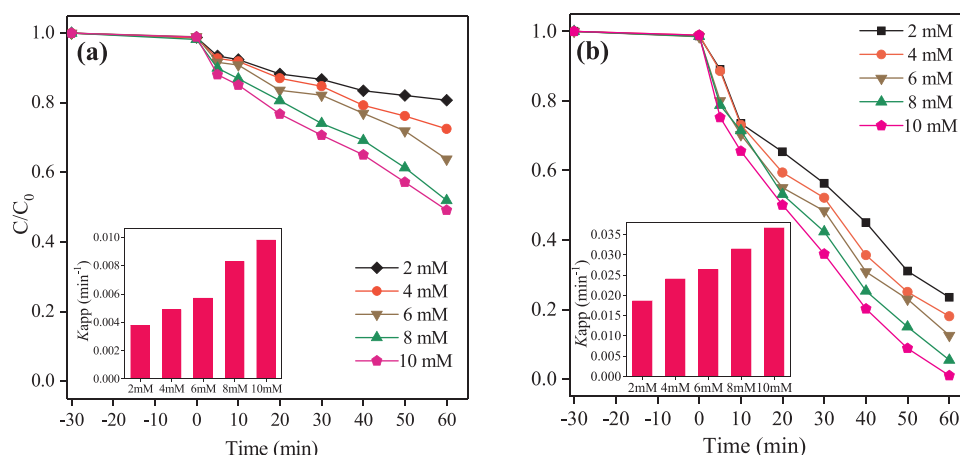 (a)
C/C0
1.0
0.8
0.6
0.4
0.2
0.0
-30
-20
-10
0
10
20
30
40
50
60
Time (min)
2 mM
4 mM
6 mM
8 mM
10 mM
Kapp (min-1)
0.010
0.008
0.006
0.004
0.002
0.000
2mM
4mM
6mM
8mM
10mM
(b)
1.0
0.8
0.6
0.4
0.2
0.0
-30
-20
-10
0
10
20
30
40
50
60
Time (min)
2 mM
4 mM
6 mM
8 mM
10 mM
Kapp (min-1)
0.035
0.030
0.025
0.020
0.015
0.010
0.005
0.000
2mM
4mM
6mM
8mM
10mM